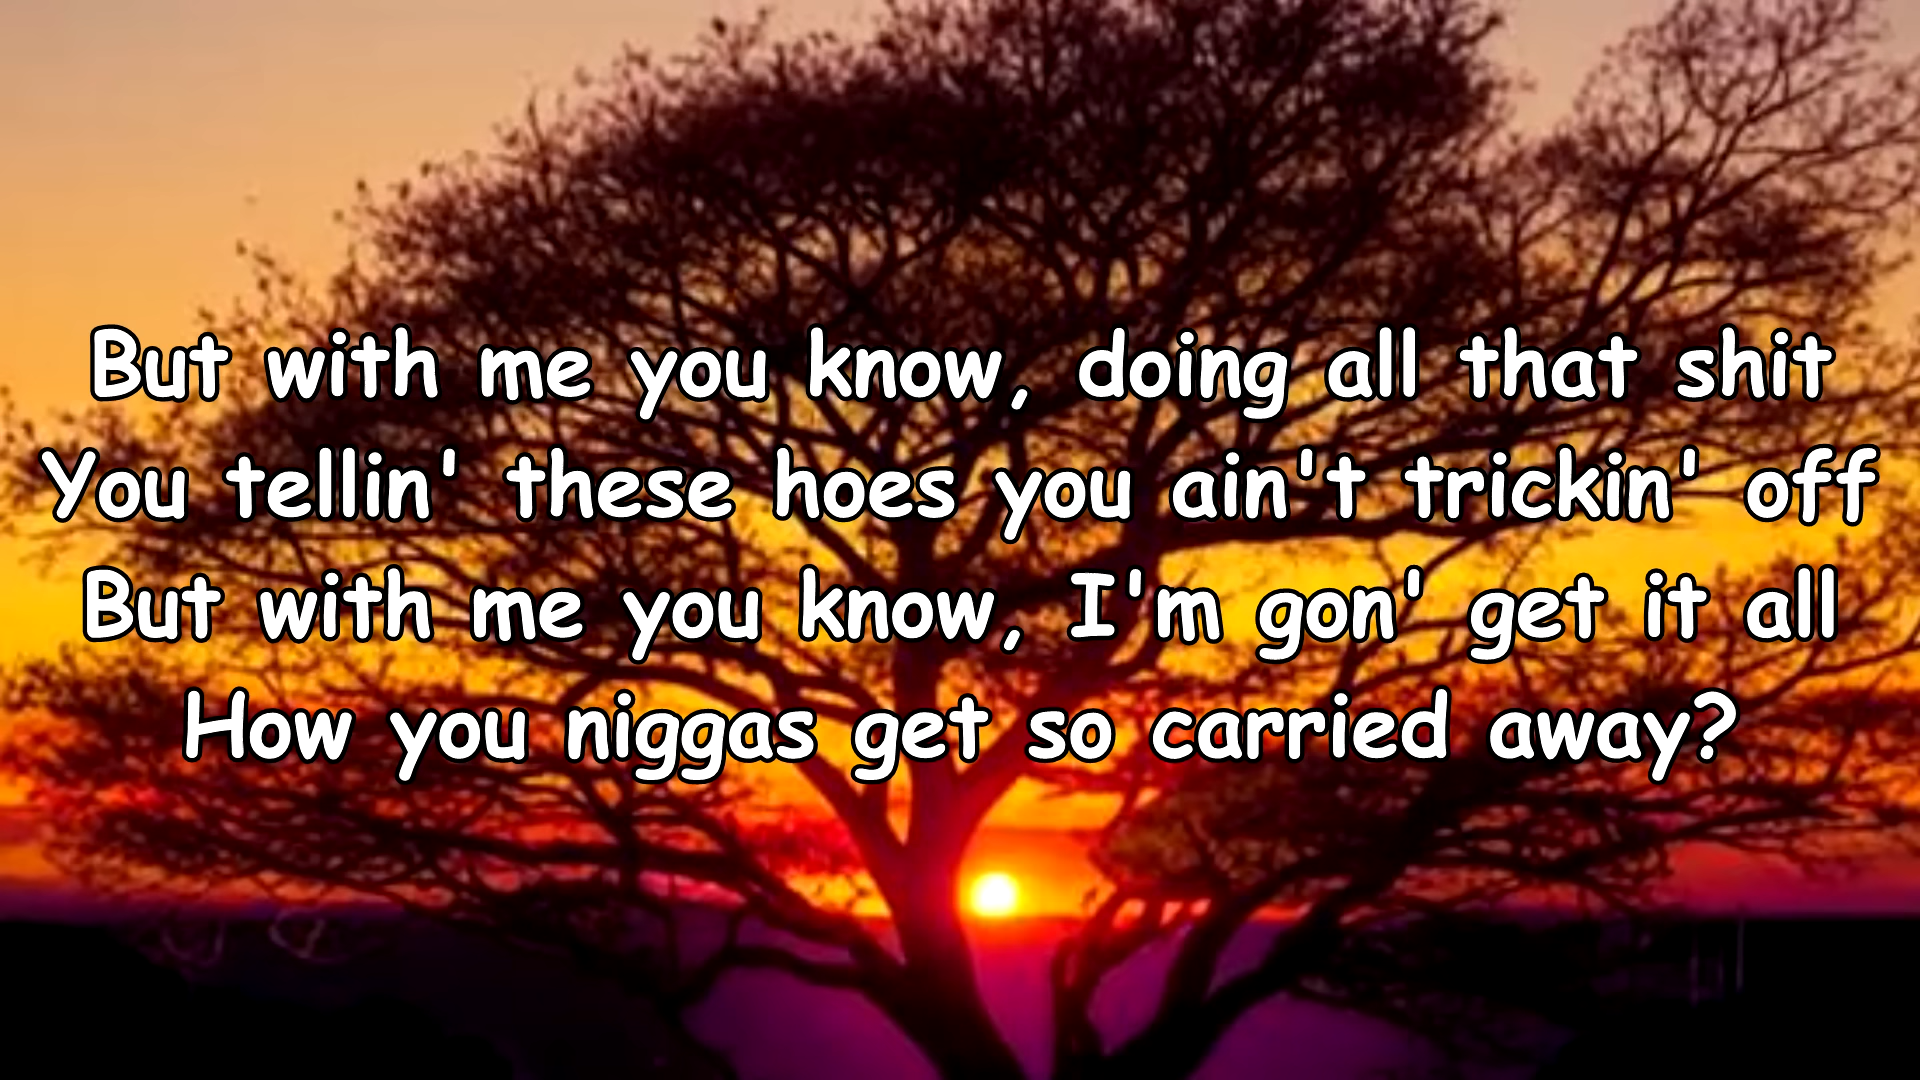 But with me you know, doing all that shit
You tellin' these hoes you ain't trickin' off
But with me you know, I'm gon' get it all
How you niggas get so carried away?